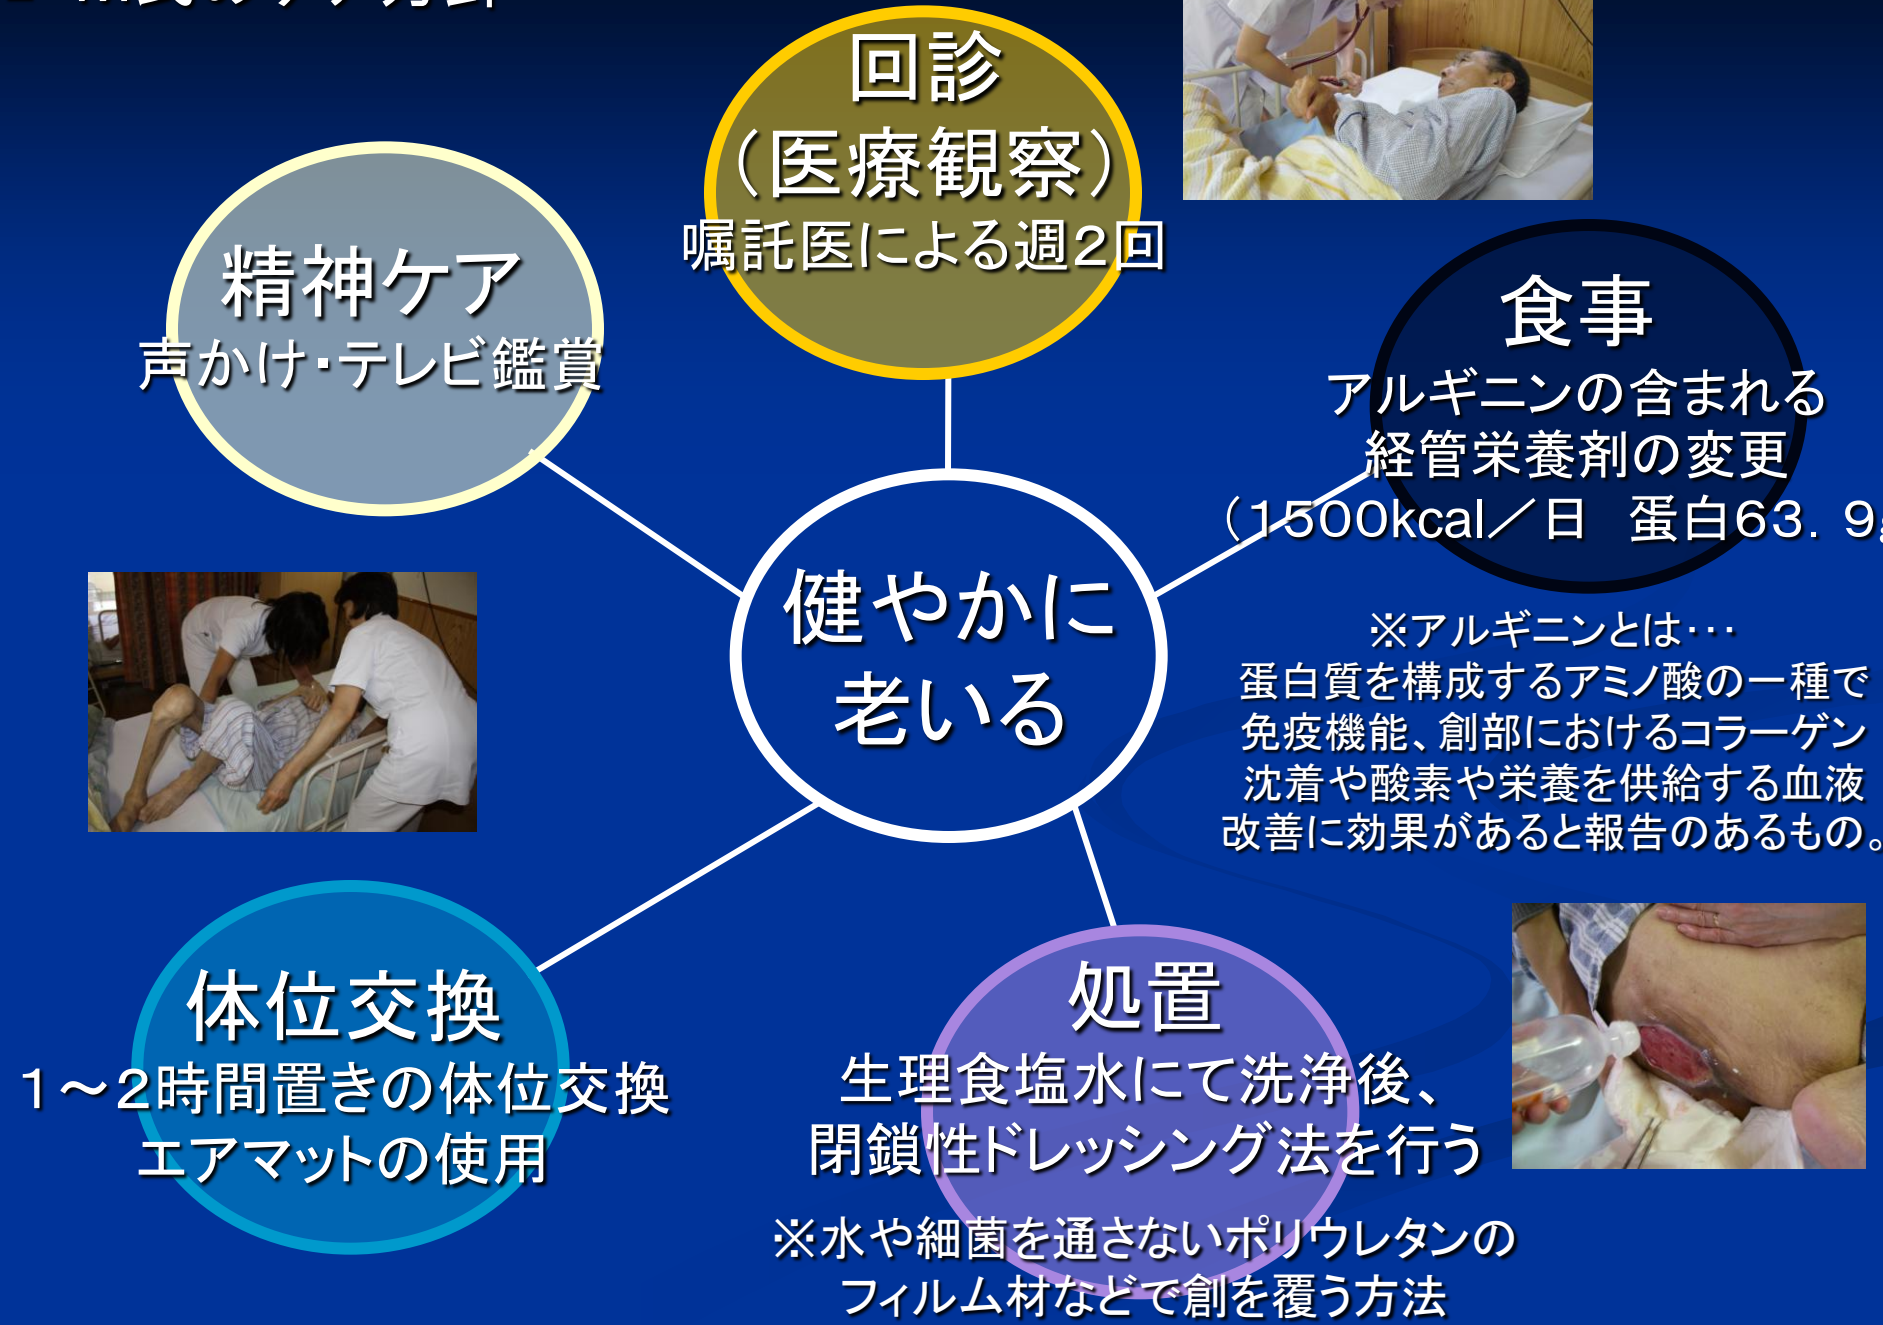 回診
（医療観察）
嘱託医による週２回
精神ケア
声かけ・テレビ鑑賞
食事
アルギニンの含まれる
経管栄養剤の変更
（１５００kcal／日　蛋白６３．９g
健やかに
老いる
※アルギニンとは･･･
蛋白質を構成するアミノ酸の一種で
免疫機能、創部におけるコラーゲン
沈着や酸素や栄養を供給する血液
改善に効果があると報告のあるもの。
体位交換
１～２時間置きの体位交換
エアマットの使用
処置
生理食塩水にて洗浄後、
閉鎖性ドレッシング法を行う
※水や細菌を通さないポリウレタンの
フィルム材などで創を覆う方法